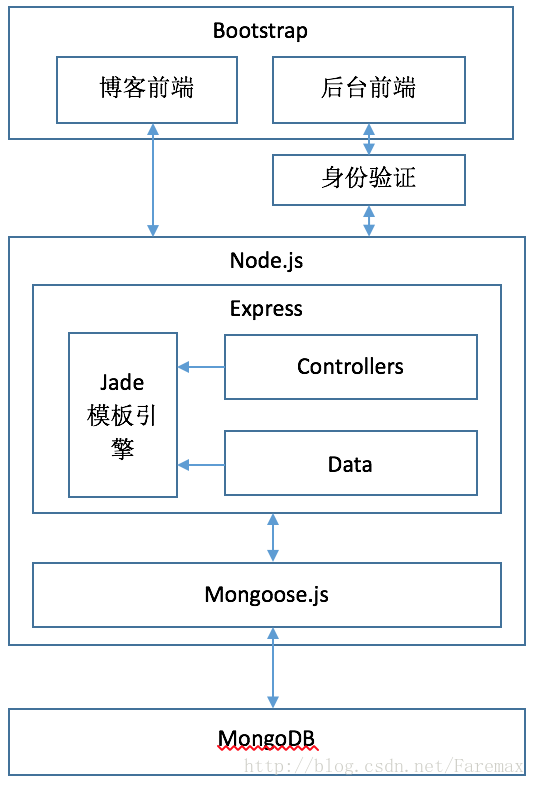 Bootstrap
博客前端
后台前端
身份验证
Node.js
Express
Jade
模板引
擎
Controllers
Data
Mongoose.js
MongoDB
http://blog.csdn.net/Faremax